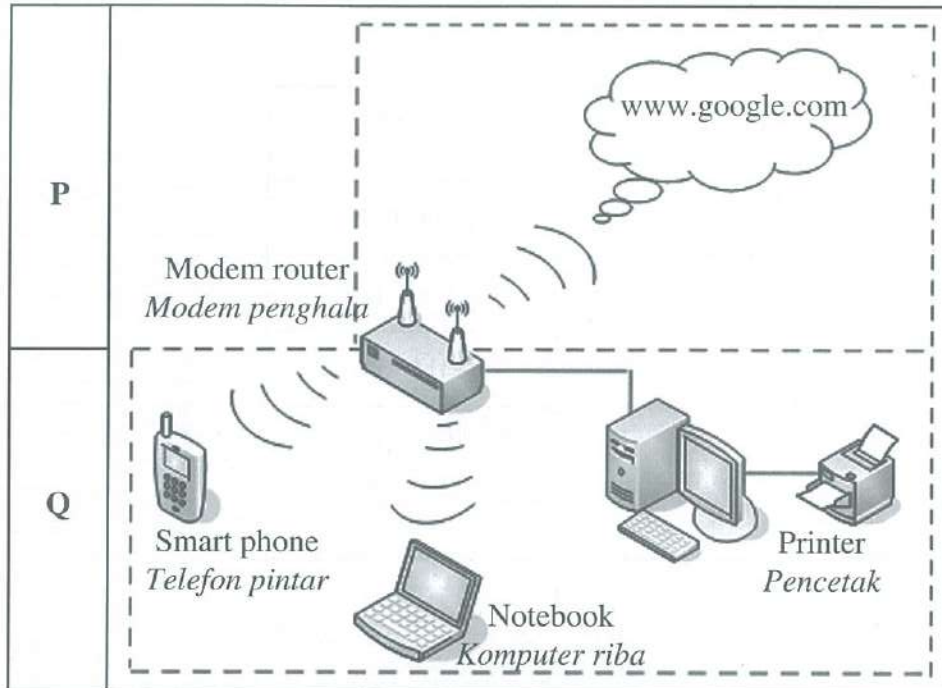 P
www.google.com
Modem router
Modem penghala
Q
Smart phone
Telefon pintar
Notebook
Komputer riba
Printer
Pencetak